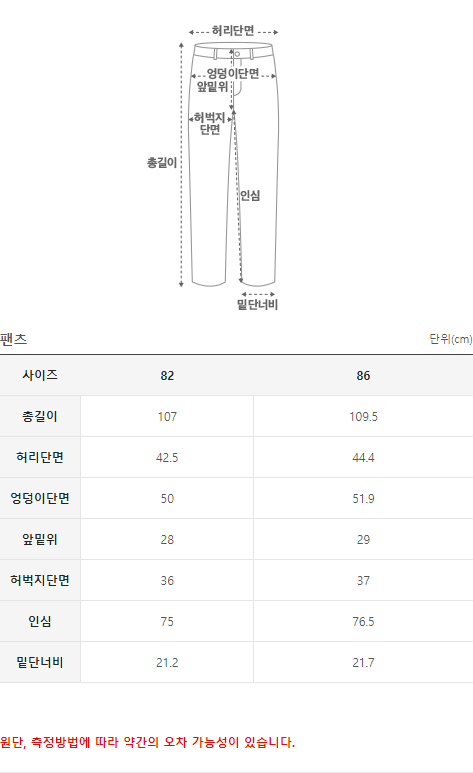 허리단면
엉덩이단면
앞밑위
허벅지
단면
총길이
인심
밑단너비
팬츠 단위(cm)
사이즈 82 86
총길이 107 109.5
허리단면 42.5 44.4
엉덩이단면 50 51.9
앞밑위 28 29
허벅지단면 36 37
인심 75 76.5
밑단너비 21.2 21.7
원단, 측정방법에 따라 약간의 오차 가능성이 있습니다.